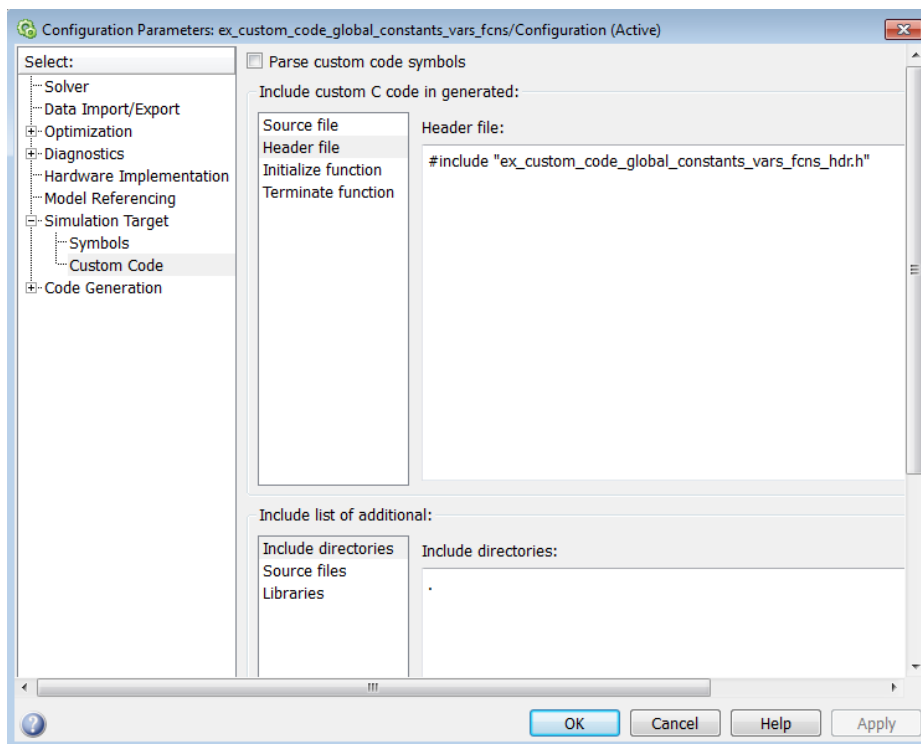 Configuration Parameters: ex_custom_code_global_constants_vars_fcns/Configuration (Active)
Select:
Solver
Data Import/Export
Optimization
Diagnostics
Hardware Implementation
Model Referencing
Simulation Target
Symbols
Custom Code
Code Generation
Parse custom code symbols
Include custom C code in generated:
Source file
Header file
Initialize function
Terminate function
Header file:
#include "ex_custom_code_global_constants_vars_fcns_hdr.h"
Include list of additional:
Include directories
Source files
Libraries
Include directories:
.
OK
Cancel
Help
Apply